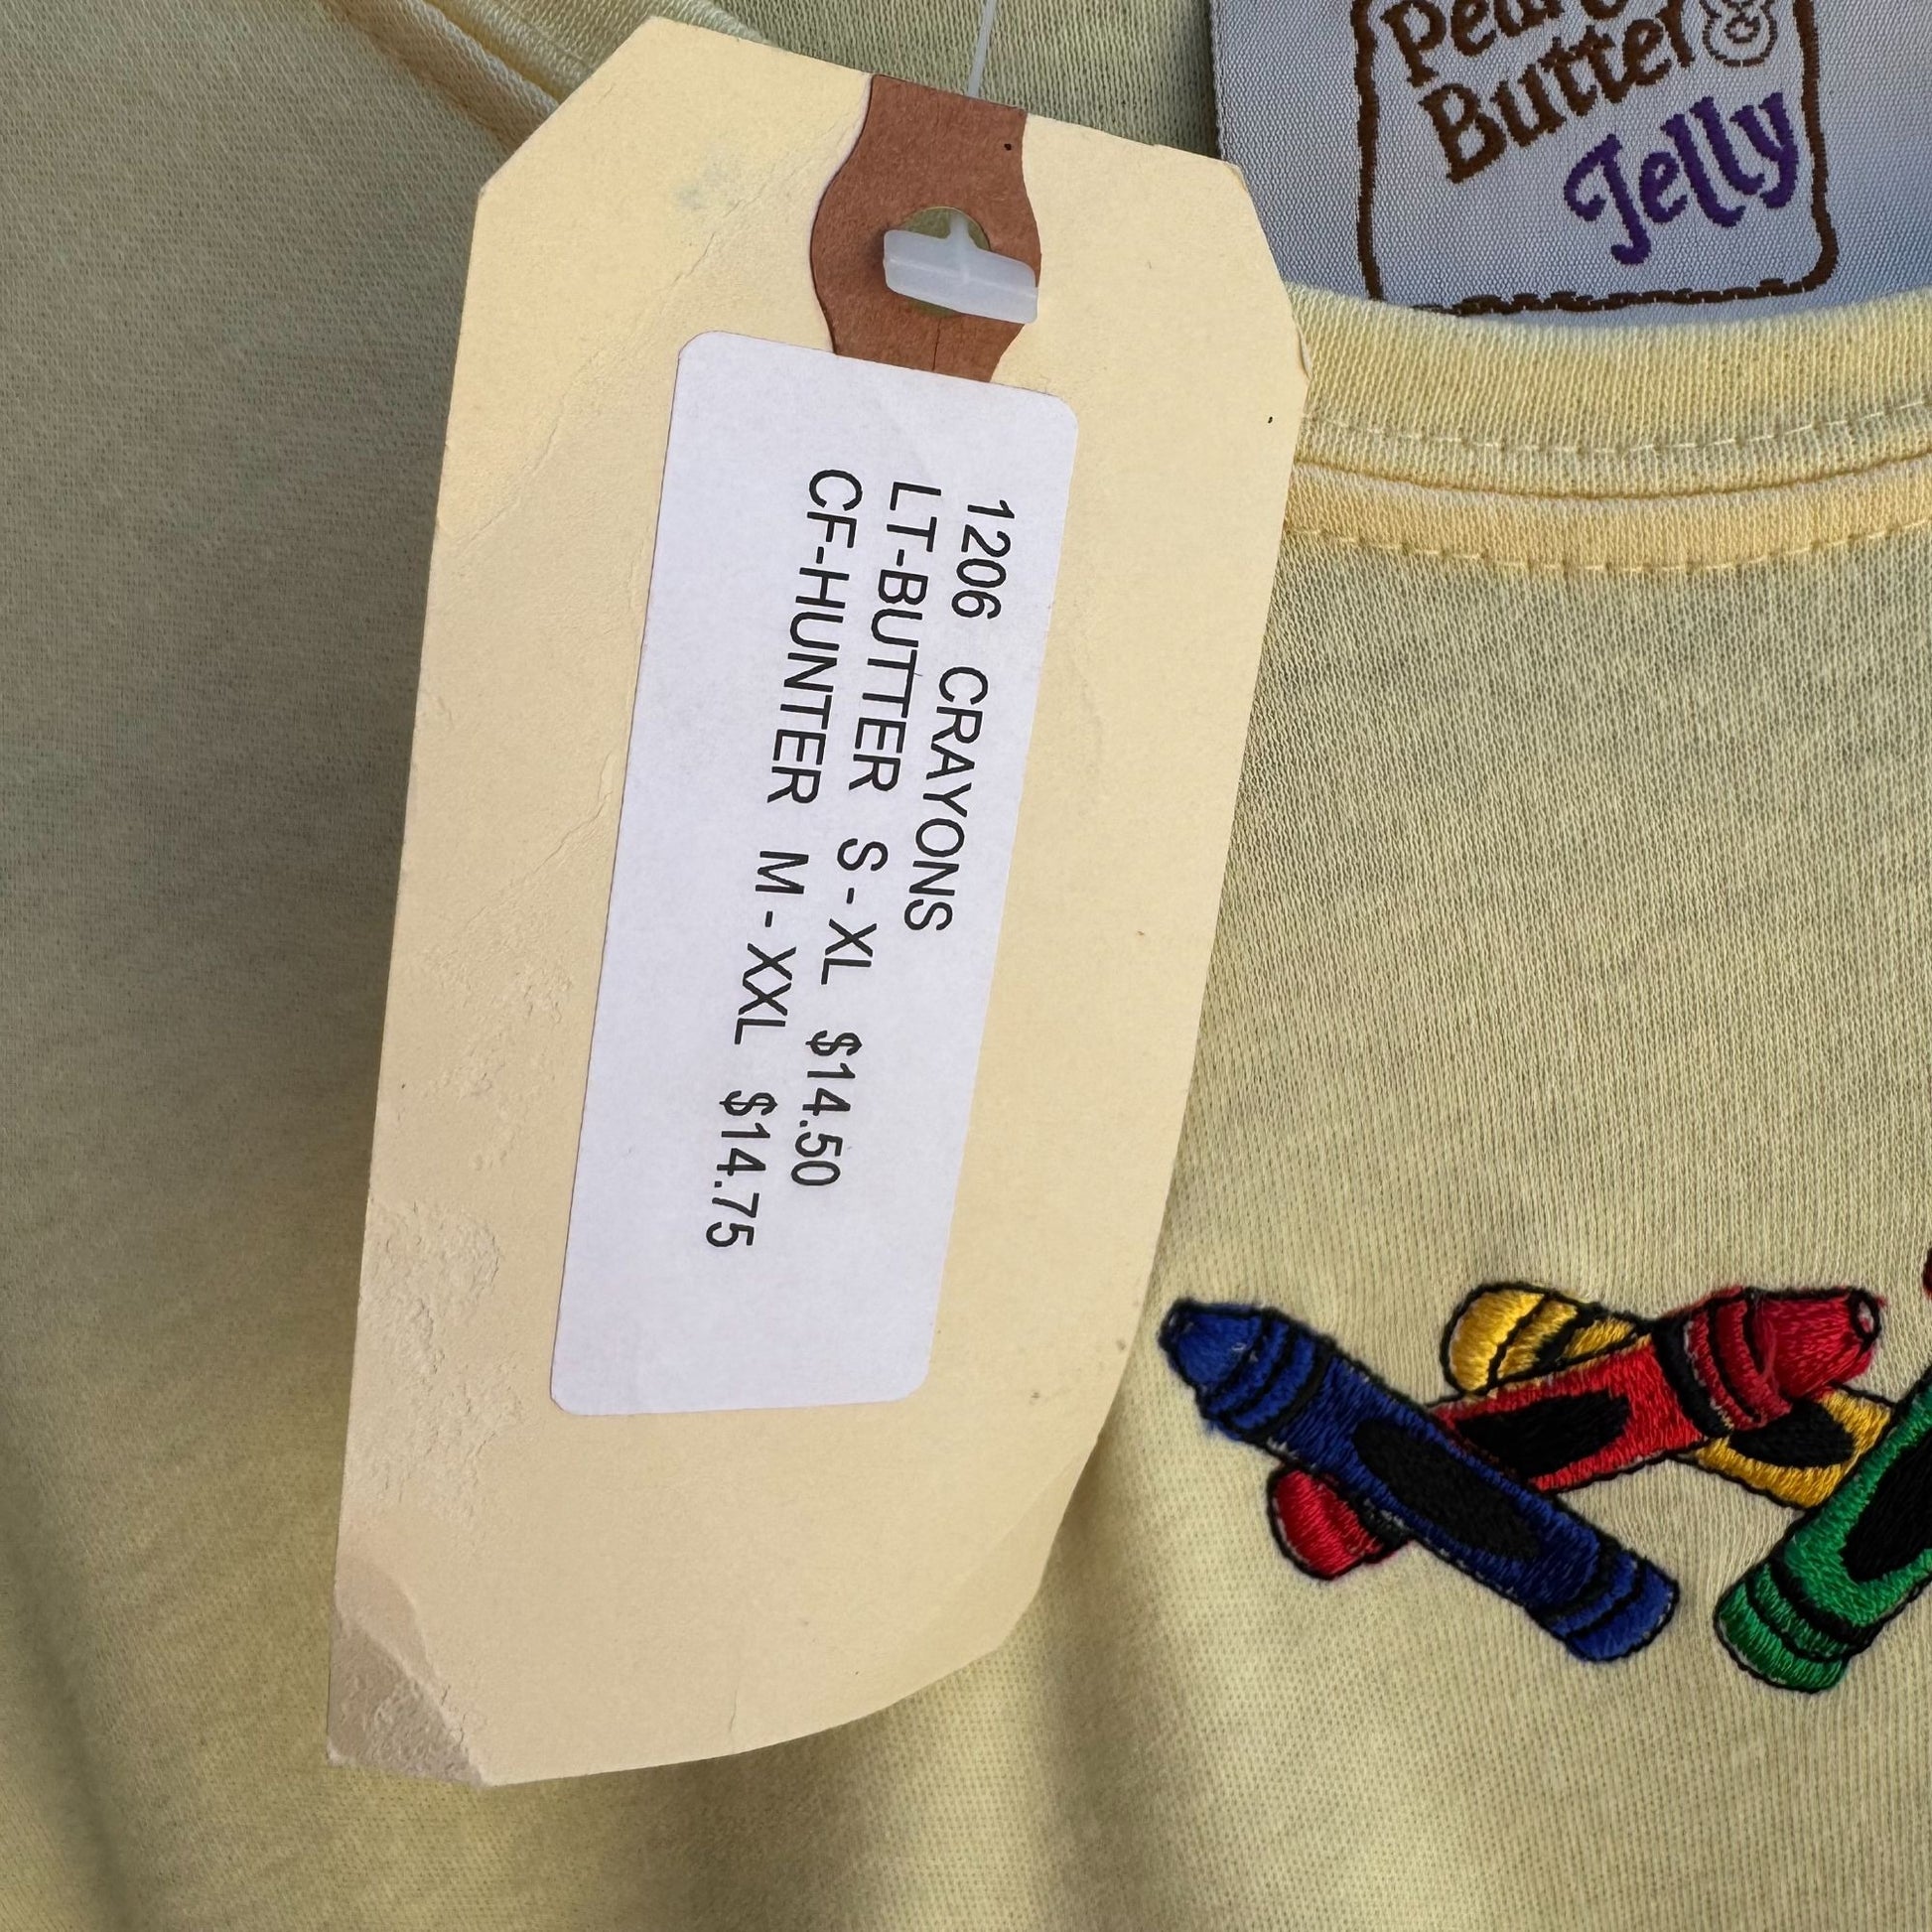 1206 CRAYONS
LT-BUTTER S - XL $14.50
CF-HUNTER M - XXL $14.75
Butter &
Jelly